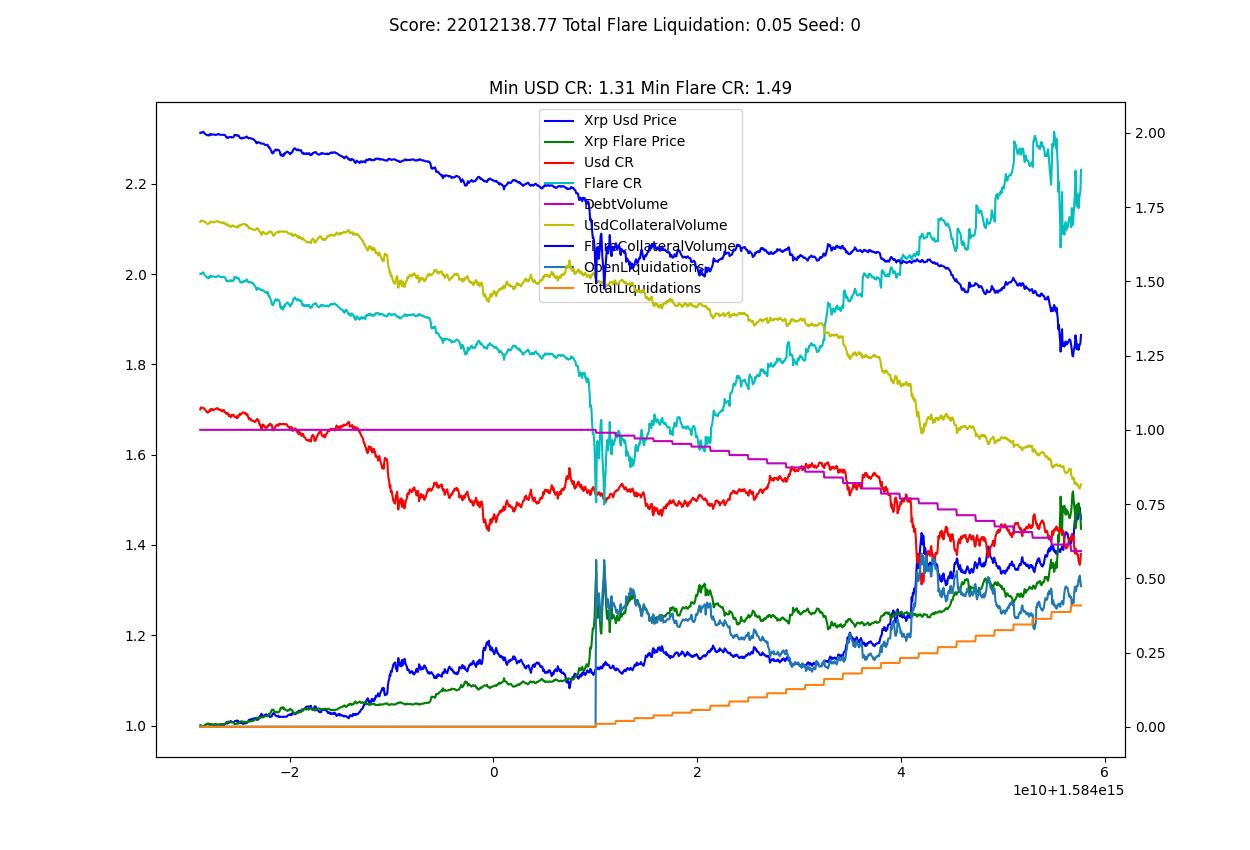 Score: 22012138.77 Total Flare Liquidation: 0.05 Seed: 0
Min USD CR: 1.31 Min Flare CR: 1.49
Xrp Usd Price
Xrp Flare Price
Usd CR
Flare CR
DebtVolume
UsdCollateralVolume
FlareCollateralVolume
OpenLiquidations
TotalLiquidations
2.2
2.0
1.8
1.6
1.4
1.2
1.0
2.00
1.75
1.50
1.25
1.00
0.75
0.50
0.25
0.00
−2
0
2
4
6
1e10+1.584e15